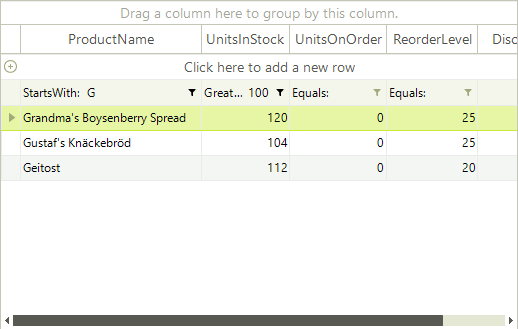 Drag a column here to group by this column.
ProductName UnitsInStock UnitsOnOrder ReorderLevel Disc
Click here to add a new row
StartsWith: G Great... 100 Equals: Equals:
Grandma's Boysenberry Spread 120 0 25
Gustaf's Knäckebröd 104 0 25
Geitost 112 0 20